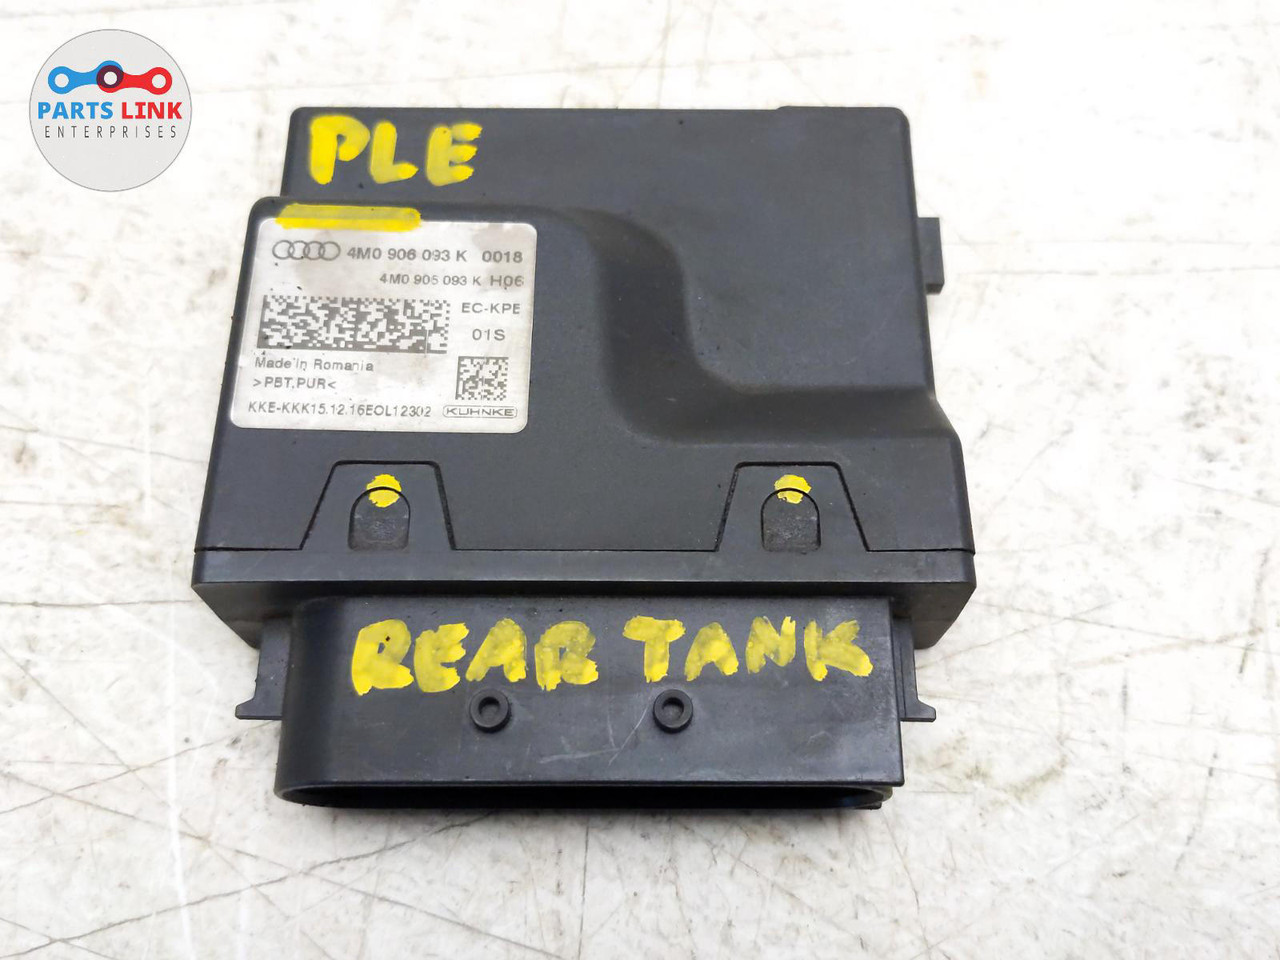 PARTS LINK
ENTERPRISES
PLE
4M0 906 093 K 0018
4M0 906 093 K H06
EC-KPE
01S
Made in Romania
>PBT,PUR<
KKE-KKK15.12.16EOL12302 KUHNKE
REAR TANK